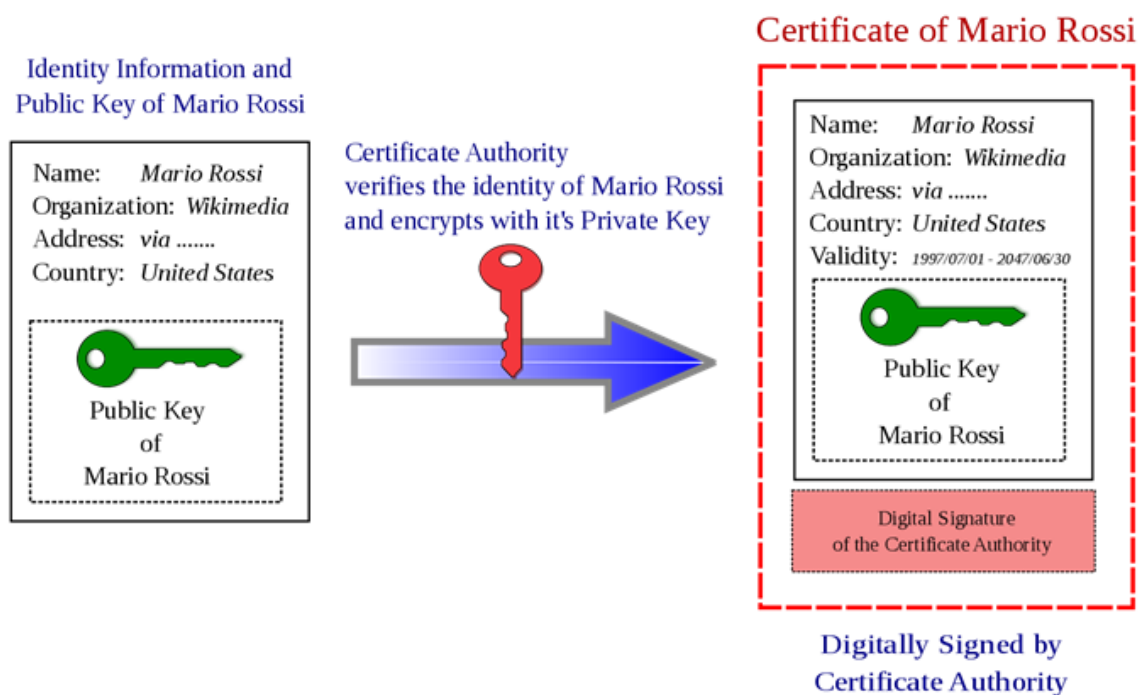 Identity Information and
Public Key of Mario Rossi
Name: Mario Rossi
Organization: Wikimedia
Address: via .......
Country: United States
Public Key
of
Mario Rossi
Certificate Authority
verifies the identity of Mario Rossi
and encrypts with it's Private Key
Certificate of Mario Rossi
Name: Mario Rossi
Organization: Wikimedia
Address: via .......
Country: United States
Validity: 1997/07/01 - 2047/06/30
Public Key
of
Mario Rossi
Digital Signature
of the Certificate Authority
Digitally Signed by
Certificate Authority